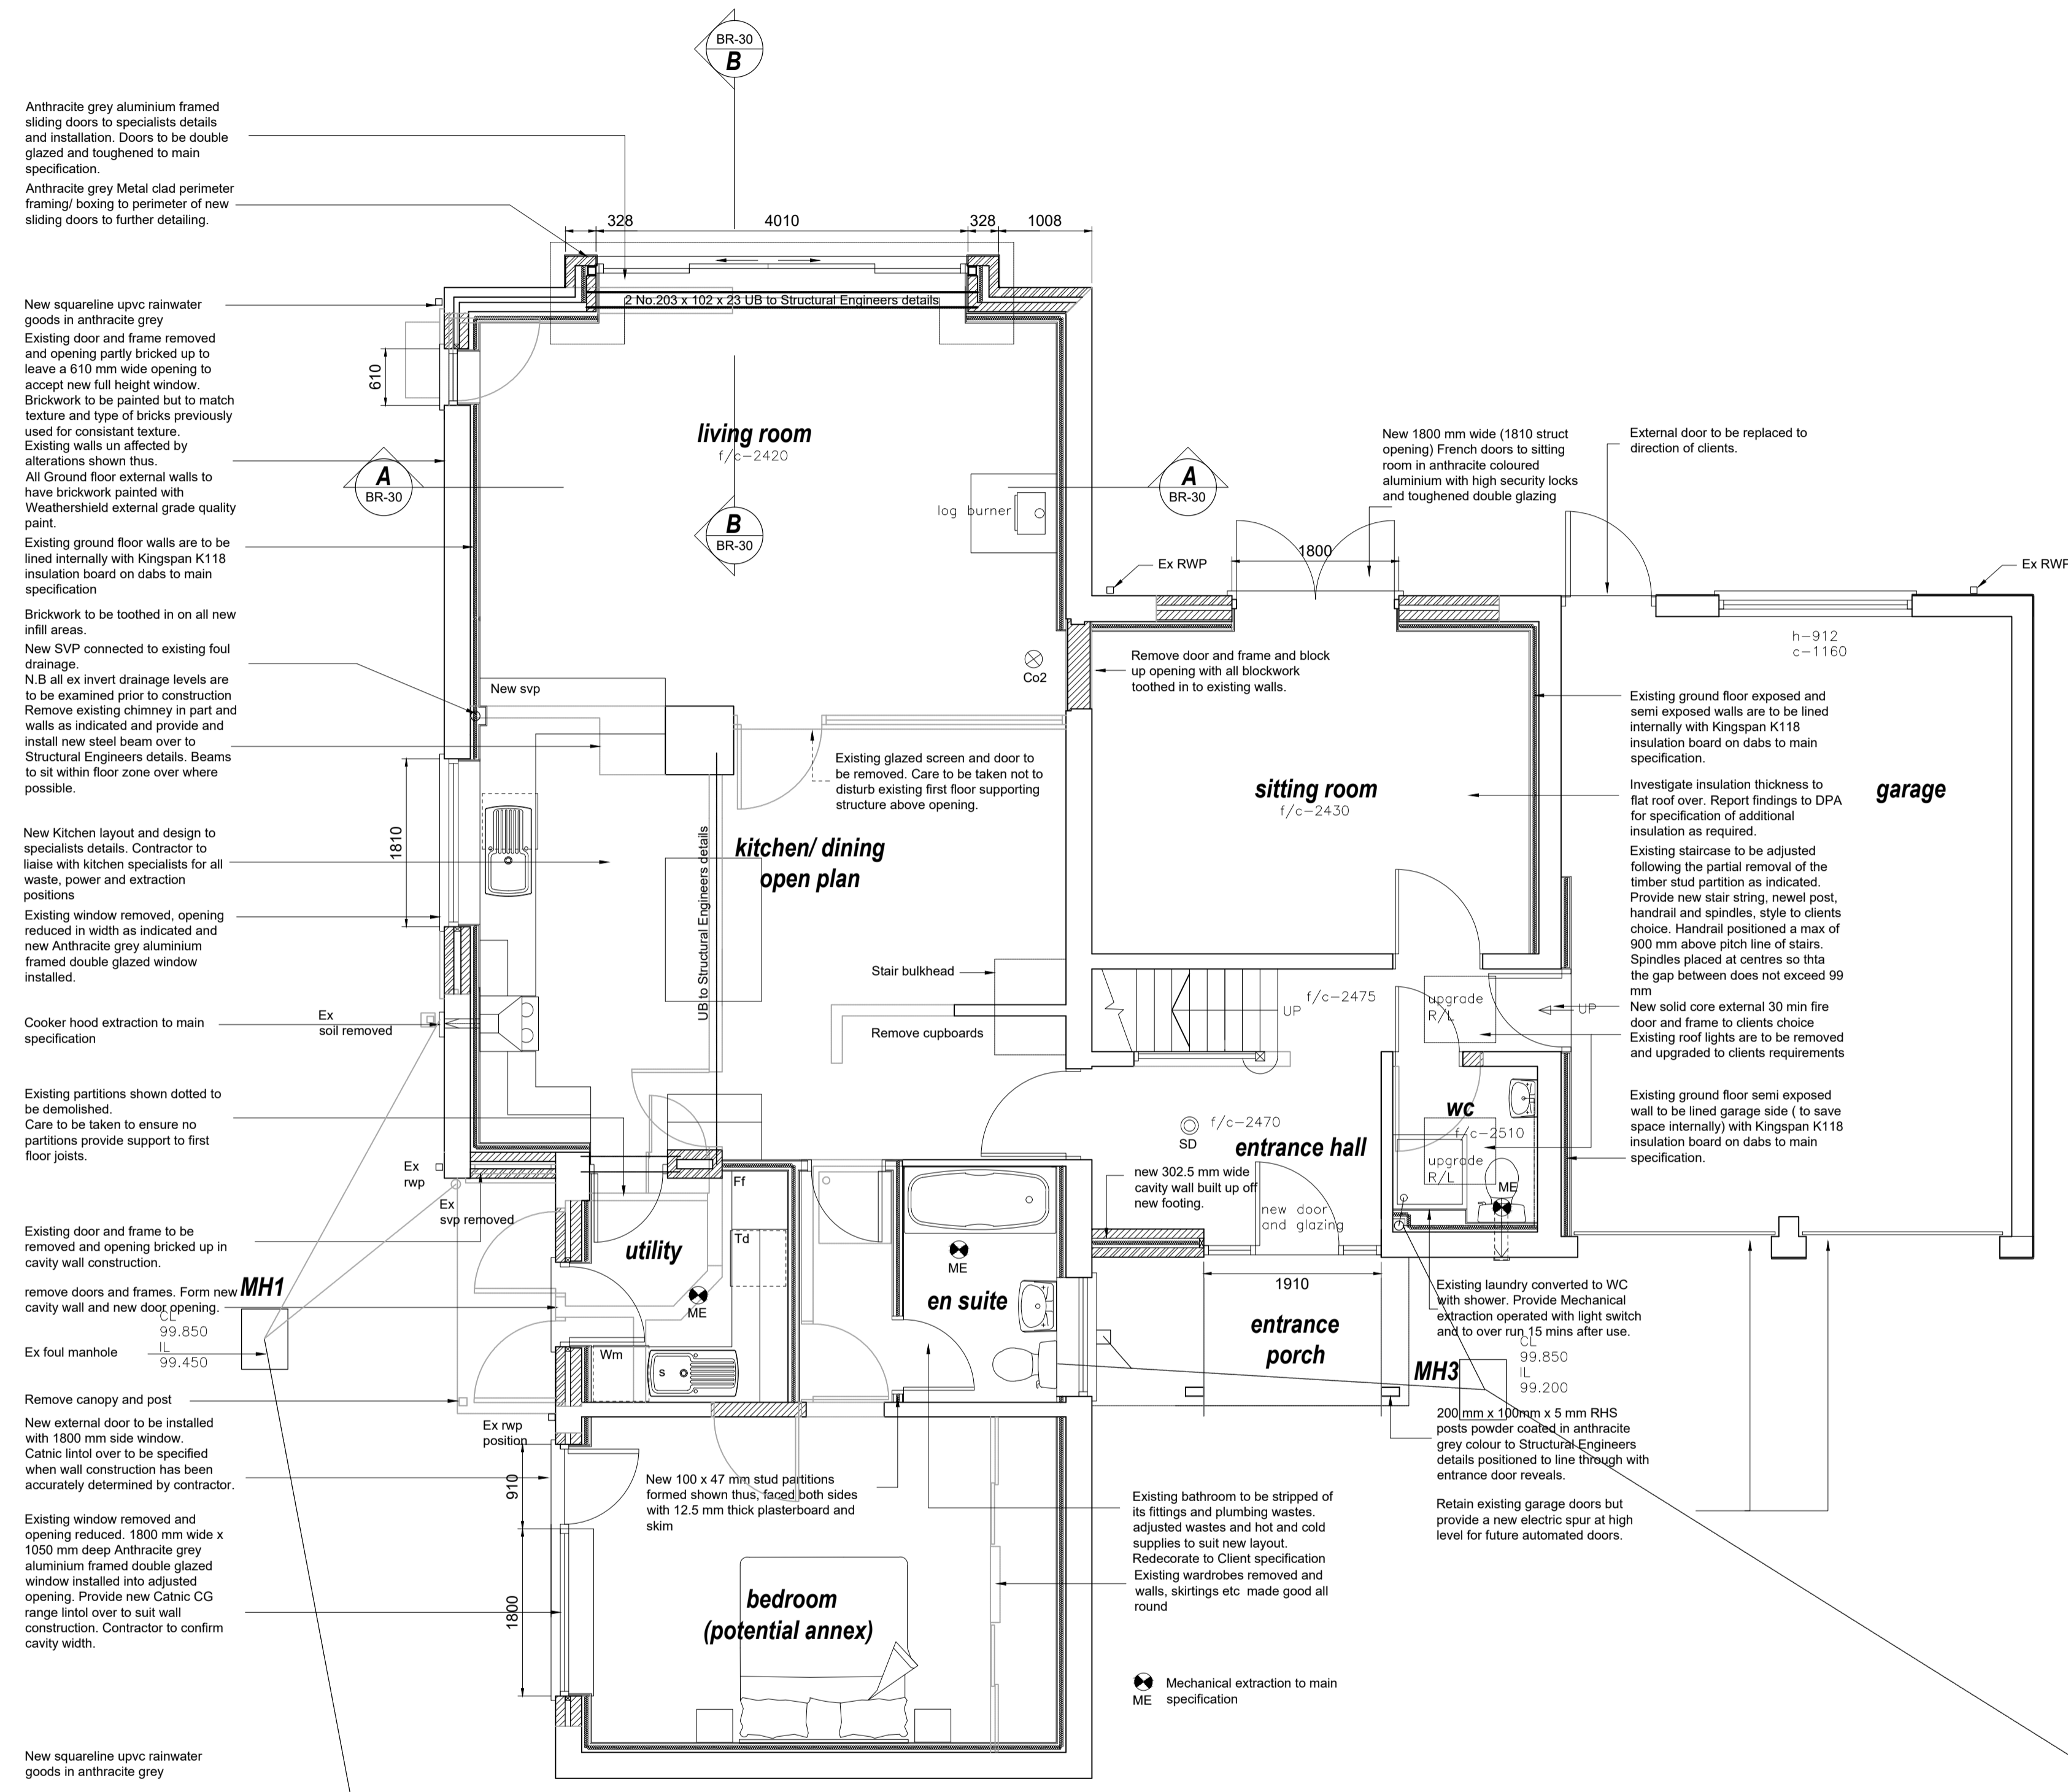 BR-30
B
Anthracite grey aluminium framed
sliding doors to specialists details
and installation. Doors to be double
glazed and toughened to main
specification.
Anthracite grey Metal clad perimeter
framing/ boxing to perimeter of new
sliding doors to further detailing.
328
4010
328
1008
2 No.203 x 102 x 23 UB to Structural Engineers details
New squareline upvc rainwater
goods in anthracite grey
Existing door and frame removed
and opening partly bricked up to
leave a 610 mm wide opening to
accept new full height window.
Brickwork to be painted but to match
texture and type of bricks previously
used for consistant texture.
Existing walls un affected by
alterations shown thus.
All Ground floor external walls to
have brickwork painted with
Weathershield external grade quality
paint.
Existing ground floor walls are to be
lined internally with Kingspan K118
insulation board on dabs to main
specification
Brickwork to be toothed in on all new
infill areas.
New SVP connected to existing foul
drainage.
N.B all ex invert drainage levels are
to be examined prior to construction
Remove existing chimney in part and
walls as indicated and provide and
install new steel beam over to
Structural Engineers details. Beams
to sit within floor zone over where
possible.
New Kitchen layout and design to
specialists details. Contractor to
liaise with kitchen specialists for all
waste, power and extraction
positions
Existing window removed, opening
reduced in width as indicated and
new Anthracite grey aluminium
framed double glazed window
installed.
Cooker hood extraction to main
specification
Existing partitions shown dotted to
be demolished.
Care to be taken to ensure no
partitions provide support to first
floor joists.
Existing door and frame to be
removed and opening bricked up in
cavity wall construction.
remove doors and frames. Form new
cavity wall and new door opening.
MH1
CL
99.850
IL
99.450
Ex foul manhole
Remove canopy and post
New external door to be installed
with 1800 mm side window.
Catnic lintol over to be specified
when wall construction has been
accurately determined by contractor.
Existing window removed and
opening reduced. 1800 mm wide x
1050 mm deep Anthracite grey
aluminium framed double glazed
window installed into adjusted
opening. Provide new Catnic CG
range lintol over to suit wall
construction. Contractor to confirm
cavity width.
New squareline upvc rainwater
goods in anthracite grey
610
A
BR-30
living room
f/c-2420
B
BR-30
log burner
A
BR-30
Co2
New svp
1810
Existing glazed screen and door to
be removed. Care to be taken not to
disturb existing first floor supporting
structure above opening.
kitchen/ dining
open plan
UB to Structural Engineers details
Stair bulkhead
Remove cupboards
Ex
soil removed
Ex
rwp
Ex
svp removed
utility
Ff
Td
ME
Wm
s
Ex rwp
position
910
1800
New 100 x 47 mm stud partitions
formed shown thus, faced both sides
with 12.5 mm thick plasterboard and
skim
bedroom
(potential annex)
ME
en suite
New 1800 mm wide (1810 struct
opening) French doors to sitting
room in anthracite coloured
aluminium with high security locks
and toughened double glazing
External door to be replaced to
direction of clients.
Ex RWP
1800
Ex RWP
h-912
c-1160
Remove door and frame and block
up opening with all blockwork
toothed in to existing walls.
sitting room
f/c-2430
garage
Existing ground floor exposed and
semi exposed walls are to be lined
internally with Kingspan K118
insulation board on dabs to main
specification.
Investigate insulation thickness to
flat roof over. Report findings to DPA
for specification of additional
insulation as required.
Existing staircase to be adjusted
following the partial removal of the
timber stud partition as indicated.
Provide new stair string, newel post,
handrail and spindles, style to clients
choice. Handrail positioned a max of
900 mm above pitch line of stairs.
Spindles placed at centres so thta
the gap between does not exceed 99
mm
New solid core external 30 min fire
door and frame to clients choice
Existing roof lights are to be removed
and upgraded to clients requirements
Existing ground floor semi exposed
wall to be lined garage side ( to save
space internally) with Kingspan K118
insulation board on dabs to main
specification.
f/c-2475
UP
upgrade
R/L
UP
wc
f/c-2510
upgrade
R/L
ME
SD
f/c-2470
entrance hall
new 302.5 mm wide
cavity wall built up off
new footing.
new door
and glazing
1910
entrance
porch
Existing laundry converted to WC
with shower. Provide Mechanical
extraction operated with light switch
and to over run 15 mins after use.
MH3
CL
99.850
IL
99.200
200 mm x 100mm x 5 mm RHS
posts powder coated in anthracite
grey colour to Structural Engineers
details positioned to line through with
entrance door reveals.
Retain existing garage doors but
provide a new electric spur at high
level for future automated doors.
Existing bathroom to be stripped of
its fittings and plumbing wastes.
adjusted wastes and hot and cold
supplies to suit new layout.
Redecorate to Client specification
Existing wardrobes removed and
walls, skirtings etc made good all
round
ME
Mechanical extraction to main
specification